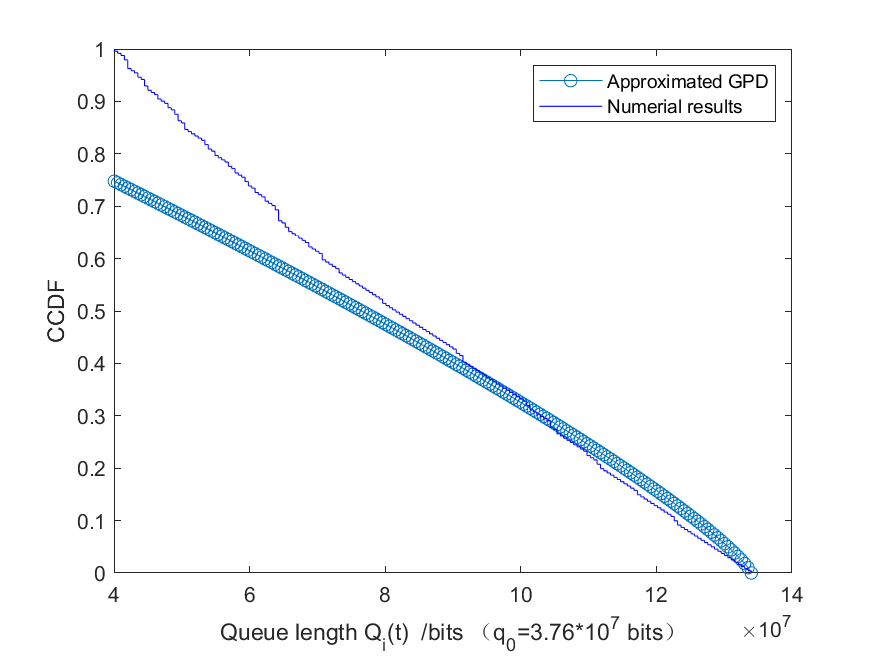 1
0.9
0.8
0.7
0.6
0.5
0.4
0.3
0.2
0.1
0
CCDF
Approximated GPD
Numerial results
4 6 8 10 12 14
×10^7
Queue length Q_i(t) /bits （q_0=3.76*10^7 bits）